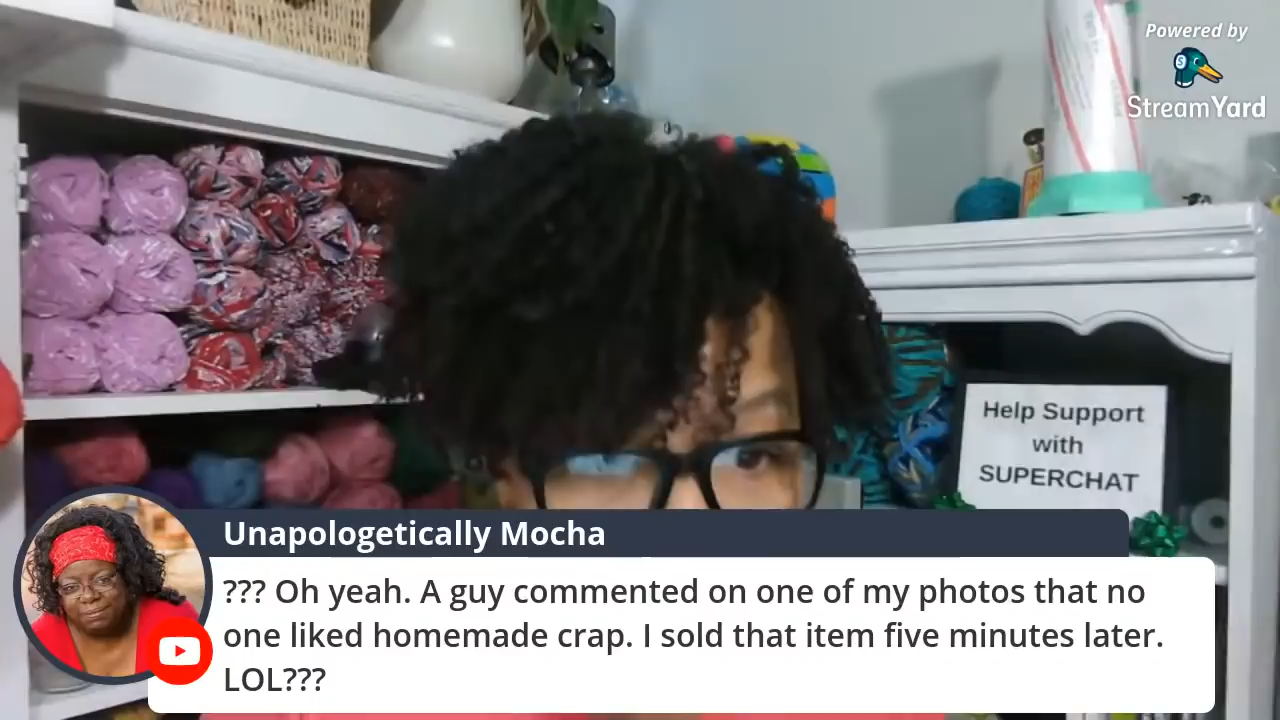 Powered by
StreamYard
Help Support
with
SUPERCHAT
Unapologetically Mocha
??? Oh yeah. A guy commented on one of my photos that no
one liked homemade crap. I sold that item five minutes later.
LOL???